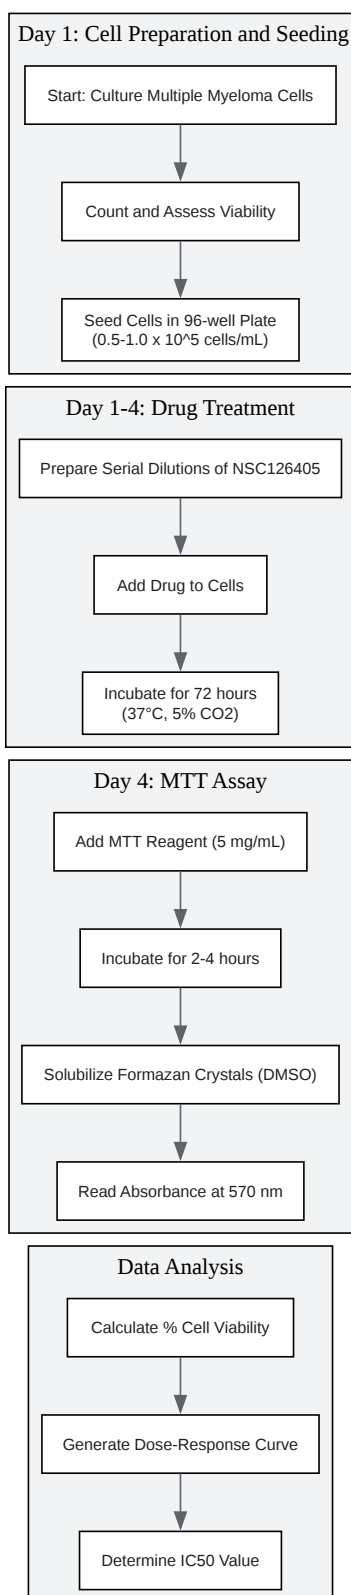 Day 1: Cell Preparation and Seeding
Start: Culture Multiple Myeloma Cells
Count and Assess Viability
Seed Cells in 96-well Plate
(0.5-1.0 x 10^5 cells/mL)
Day 1-4: Drug Treatment
Prepare Serial Dilutions of NSC126405
Add Drug to Cells
Incubate for 72 hours
(37°C, 5% CO2)
Day 4: MTT Assay
Add MTT Reagent (5 mg/mL)
Incubate for 2-4 hours
Solubilize Formazan Crystals (DMSO)
Read Absorbance at 570 nm
Data Analysis
Calculate % Cell Viability
Generate Dose-Response Curve
Determine IC50 Value